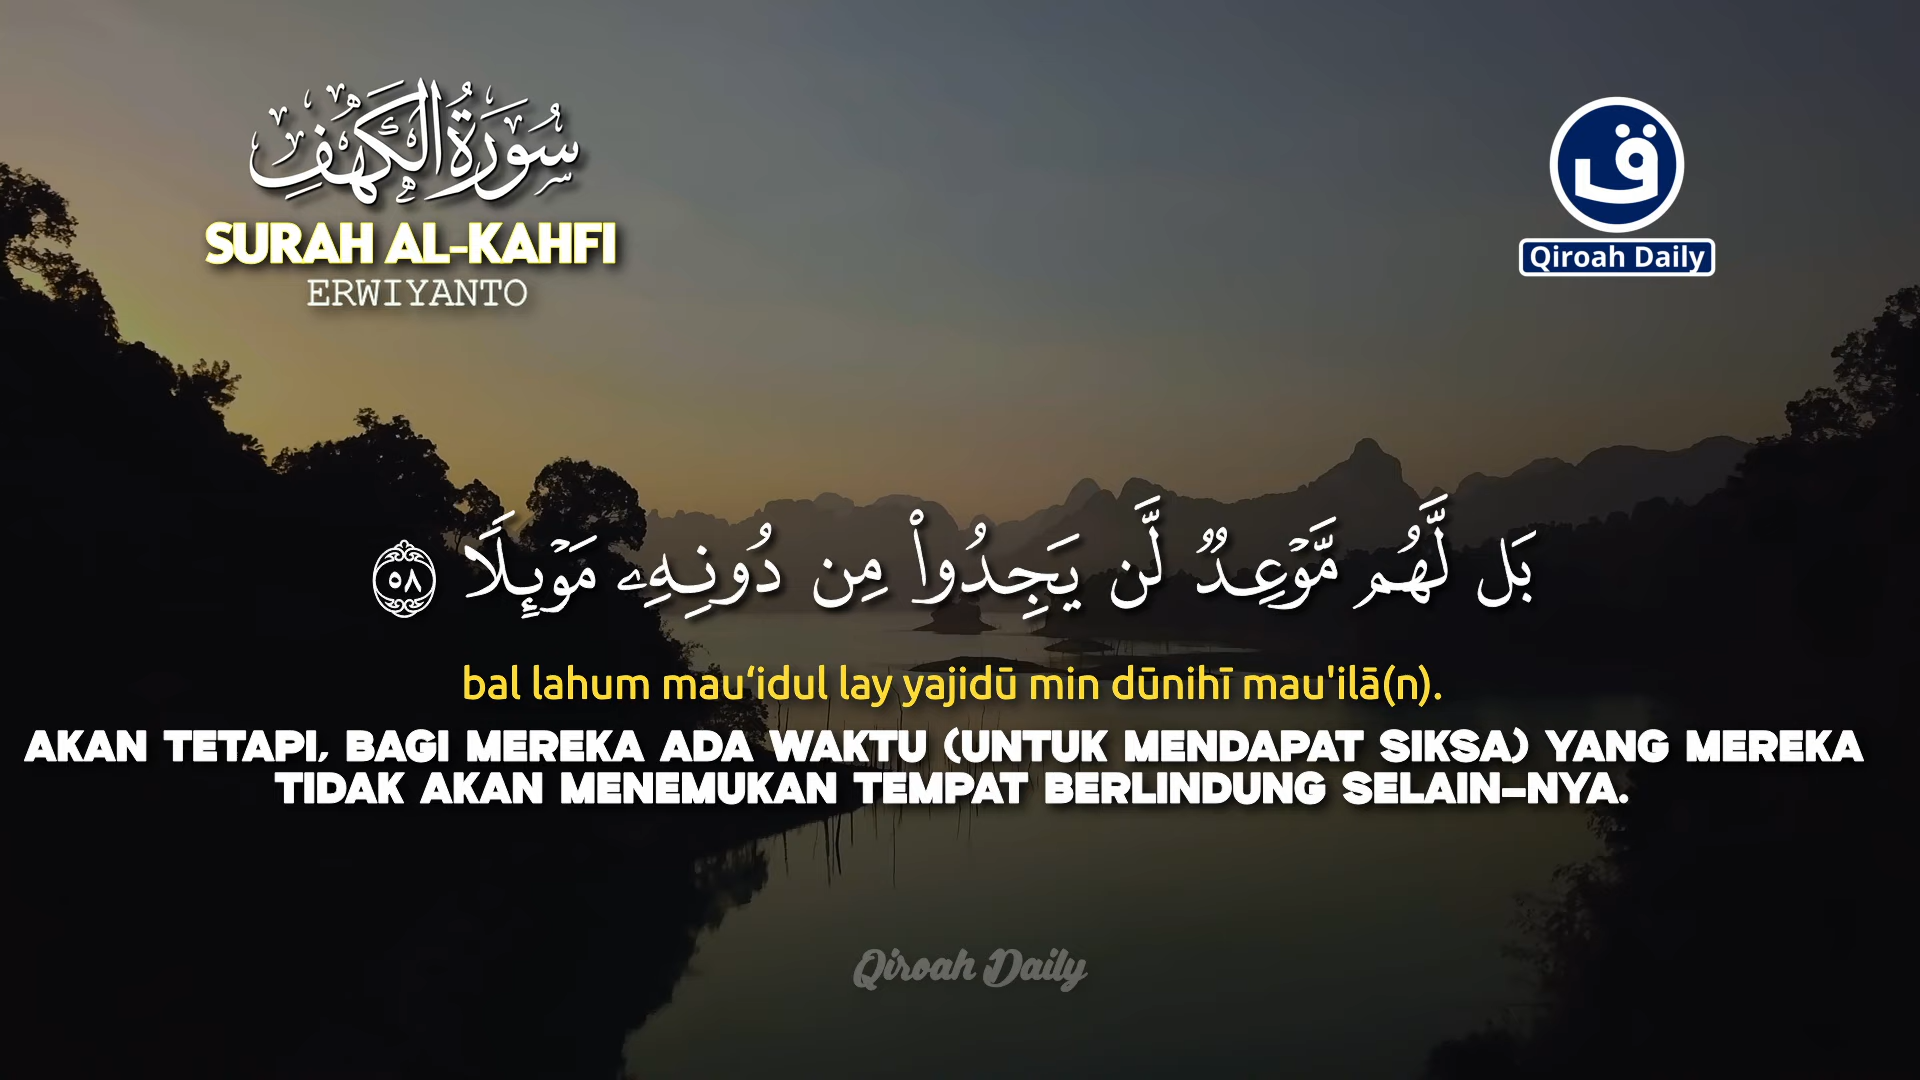 سُورَةُ الْكَهْفِ
SURAH AL-KAHFI
ERWIYANTO
ق
Qiroah Daily
بَل لَّهُم مَّوْعِدٌ لَّن يَجِدُوا۟ مِن دُونِهِۦ مَوْئِلًا ٥٨
bal lahum mau‘idul lay yajidū min dūnihī mau'ilā(n).
AKAN TETAPI, BAGI MEREKA ADA WAKTU (UNTUK MENDAPAT SIKSA) YANG MEREKA
TIDAK AKAN MENEMUKAN TEMPAT BERLINDUNG SELAIN-NYA.
Qiroah Daily